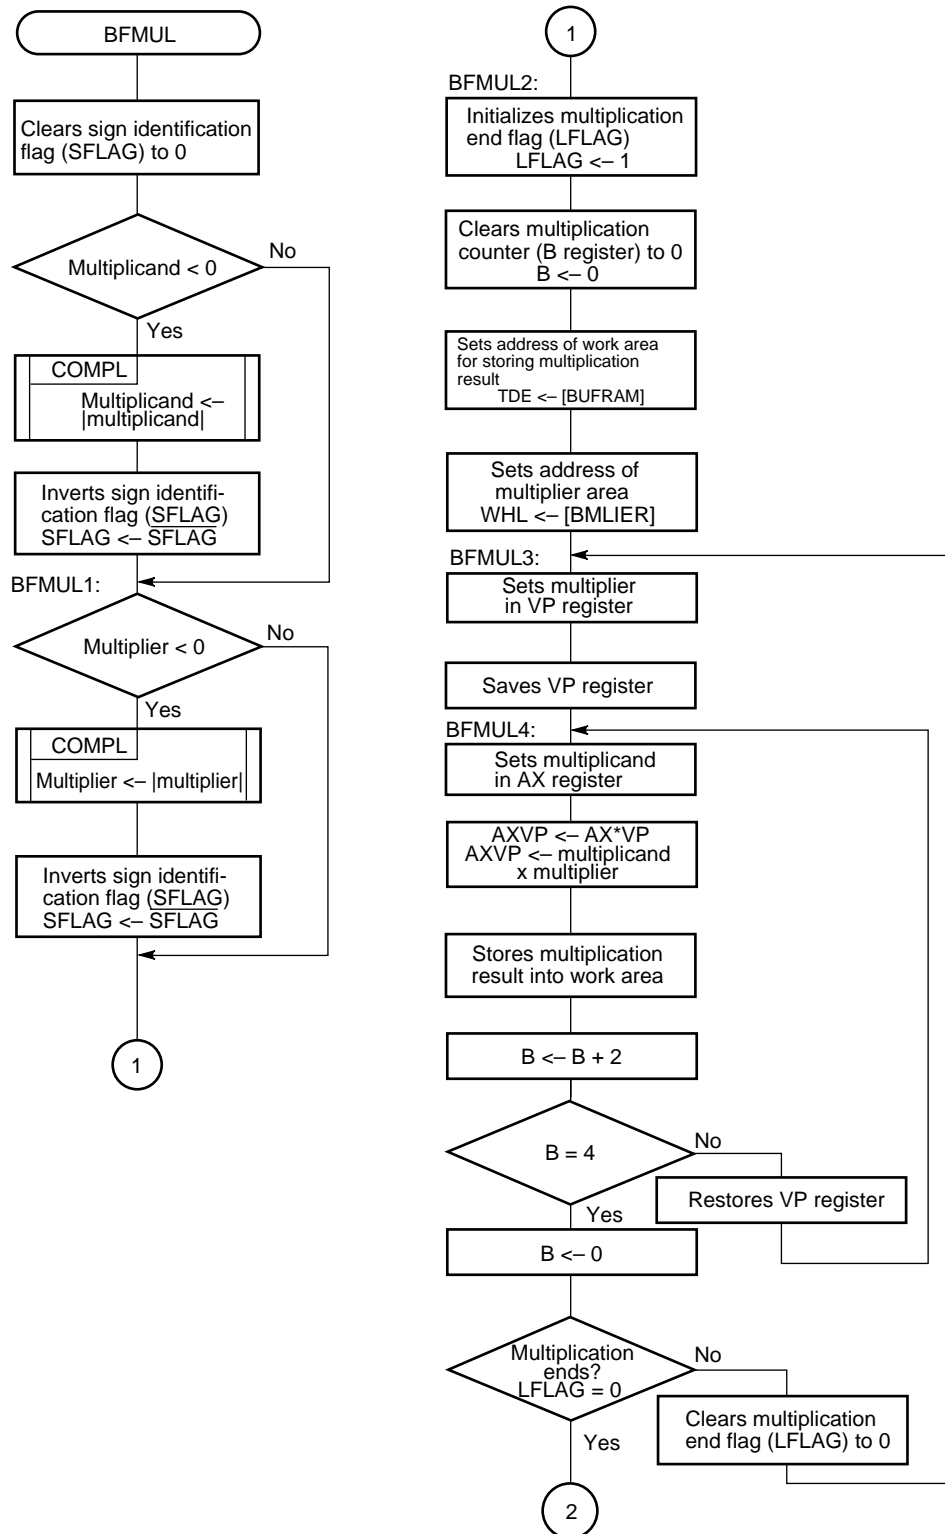 BFMUL
Clears sign identification
flag (SFLAG) to 0
Multiplicand < 0
No
Yes
COMPL
Multiplicand <–
|multiplicand|
Inverts sign identifi-
cation flag (SFLAG)
SFLAG <– S̅F̅L̅A̅G̅
BFMUL1:
Multiplier < 0
No
Yes
COMPL
Multiplier <– |multiplier|
Inverts sign identifi-
cation flag (SFLAG)
SFLAG <– S̅F̅L̅A̅G̅
1
1
BFMUL2:
Initializes multiplication
end flag (LFLAG)
LFLAG <– 1
Clears multiplication
counter (B register) to 0
B <– 0
Sets address of work area
for storing multiplication
result
TDE <– [BUFRAM]
Sets address of
multiplier area
WHL <– [BMLIER]
BFMUL3:
Sets multiplier
in VP register
Saves VP register
BFMUL4:
Sets multiplicand
in AX register
AXVP <– AX*VP
AXVP <– multiplicand
x multiplier
Stores multiplication
result into work area
B <– B + 2
B = 4
No
Restores VP register
Yes
B <– 0
Multiplication
ends?
LFLAG = 0
No
Clears multiplication
end flag (LFLAG) to 0
Yes
2